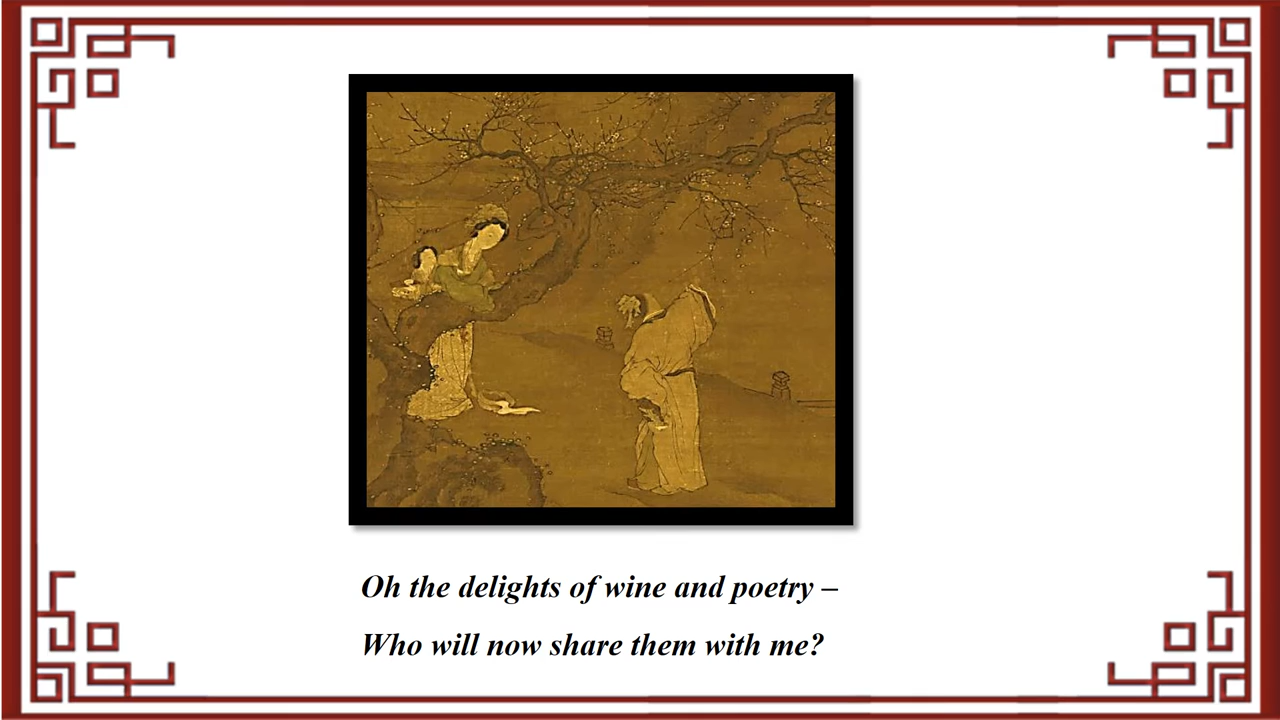 Oh the delights of wine and poetry –
Who will now share them with me?